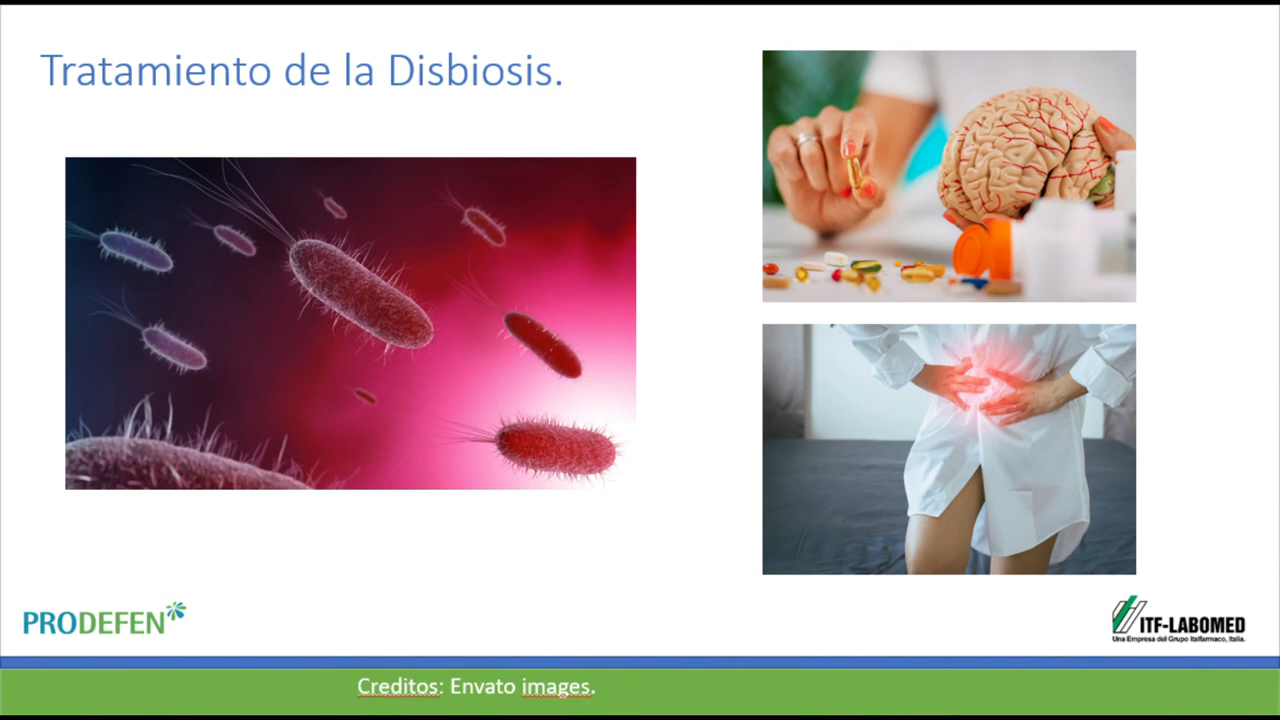 Tratamiento de la Disbiosis.
PRODEFEN
ITF-LABOMED
Una Empresa del Grupo Italfarmaco, Italia.
Creditos: Envato images.